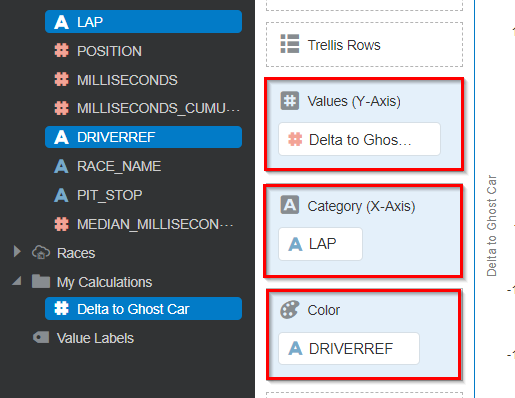 LAP
POSITION
MILLISECONDS
MILLISECONDS_CUMU...
DRIVERREF
RACE_NAME
PIT_STOP
MEDIAN_MILLISECON...
Races
My Calculations
Delta to Ghost Car
Value Labels
Trellis Rows
Values (Y-Axis)
Delta to Ghos...
Category (X-Axis)
LAP
Color
DRIVERREF
Delta to Ghost Car